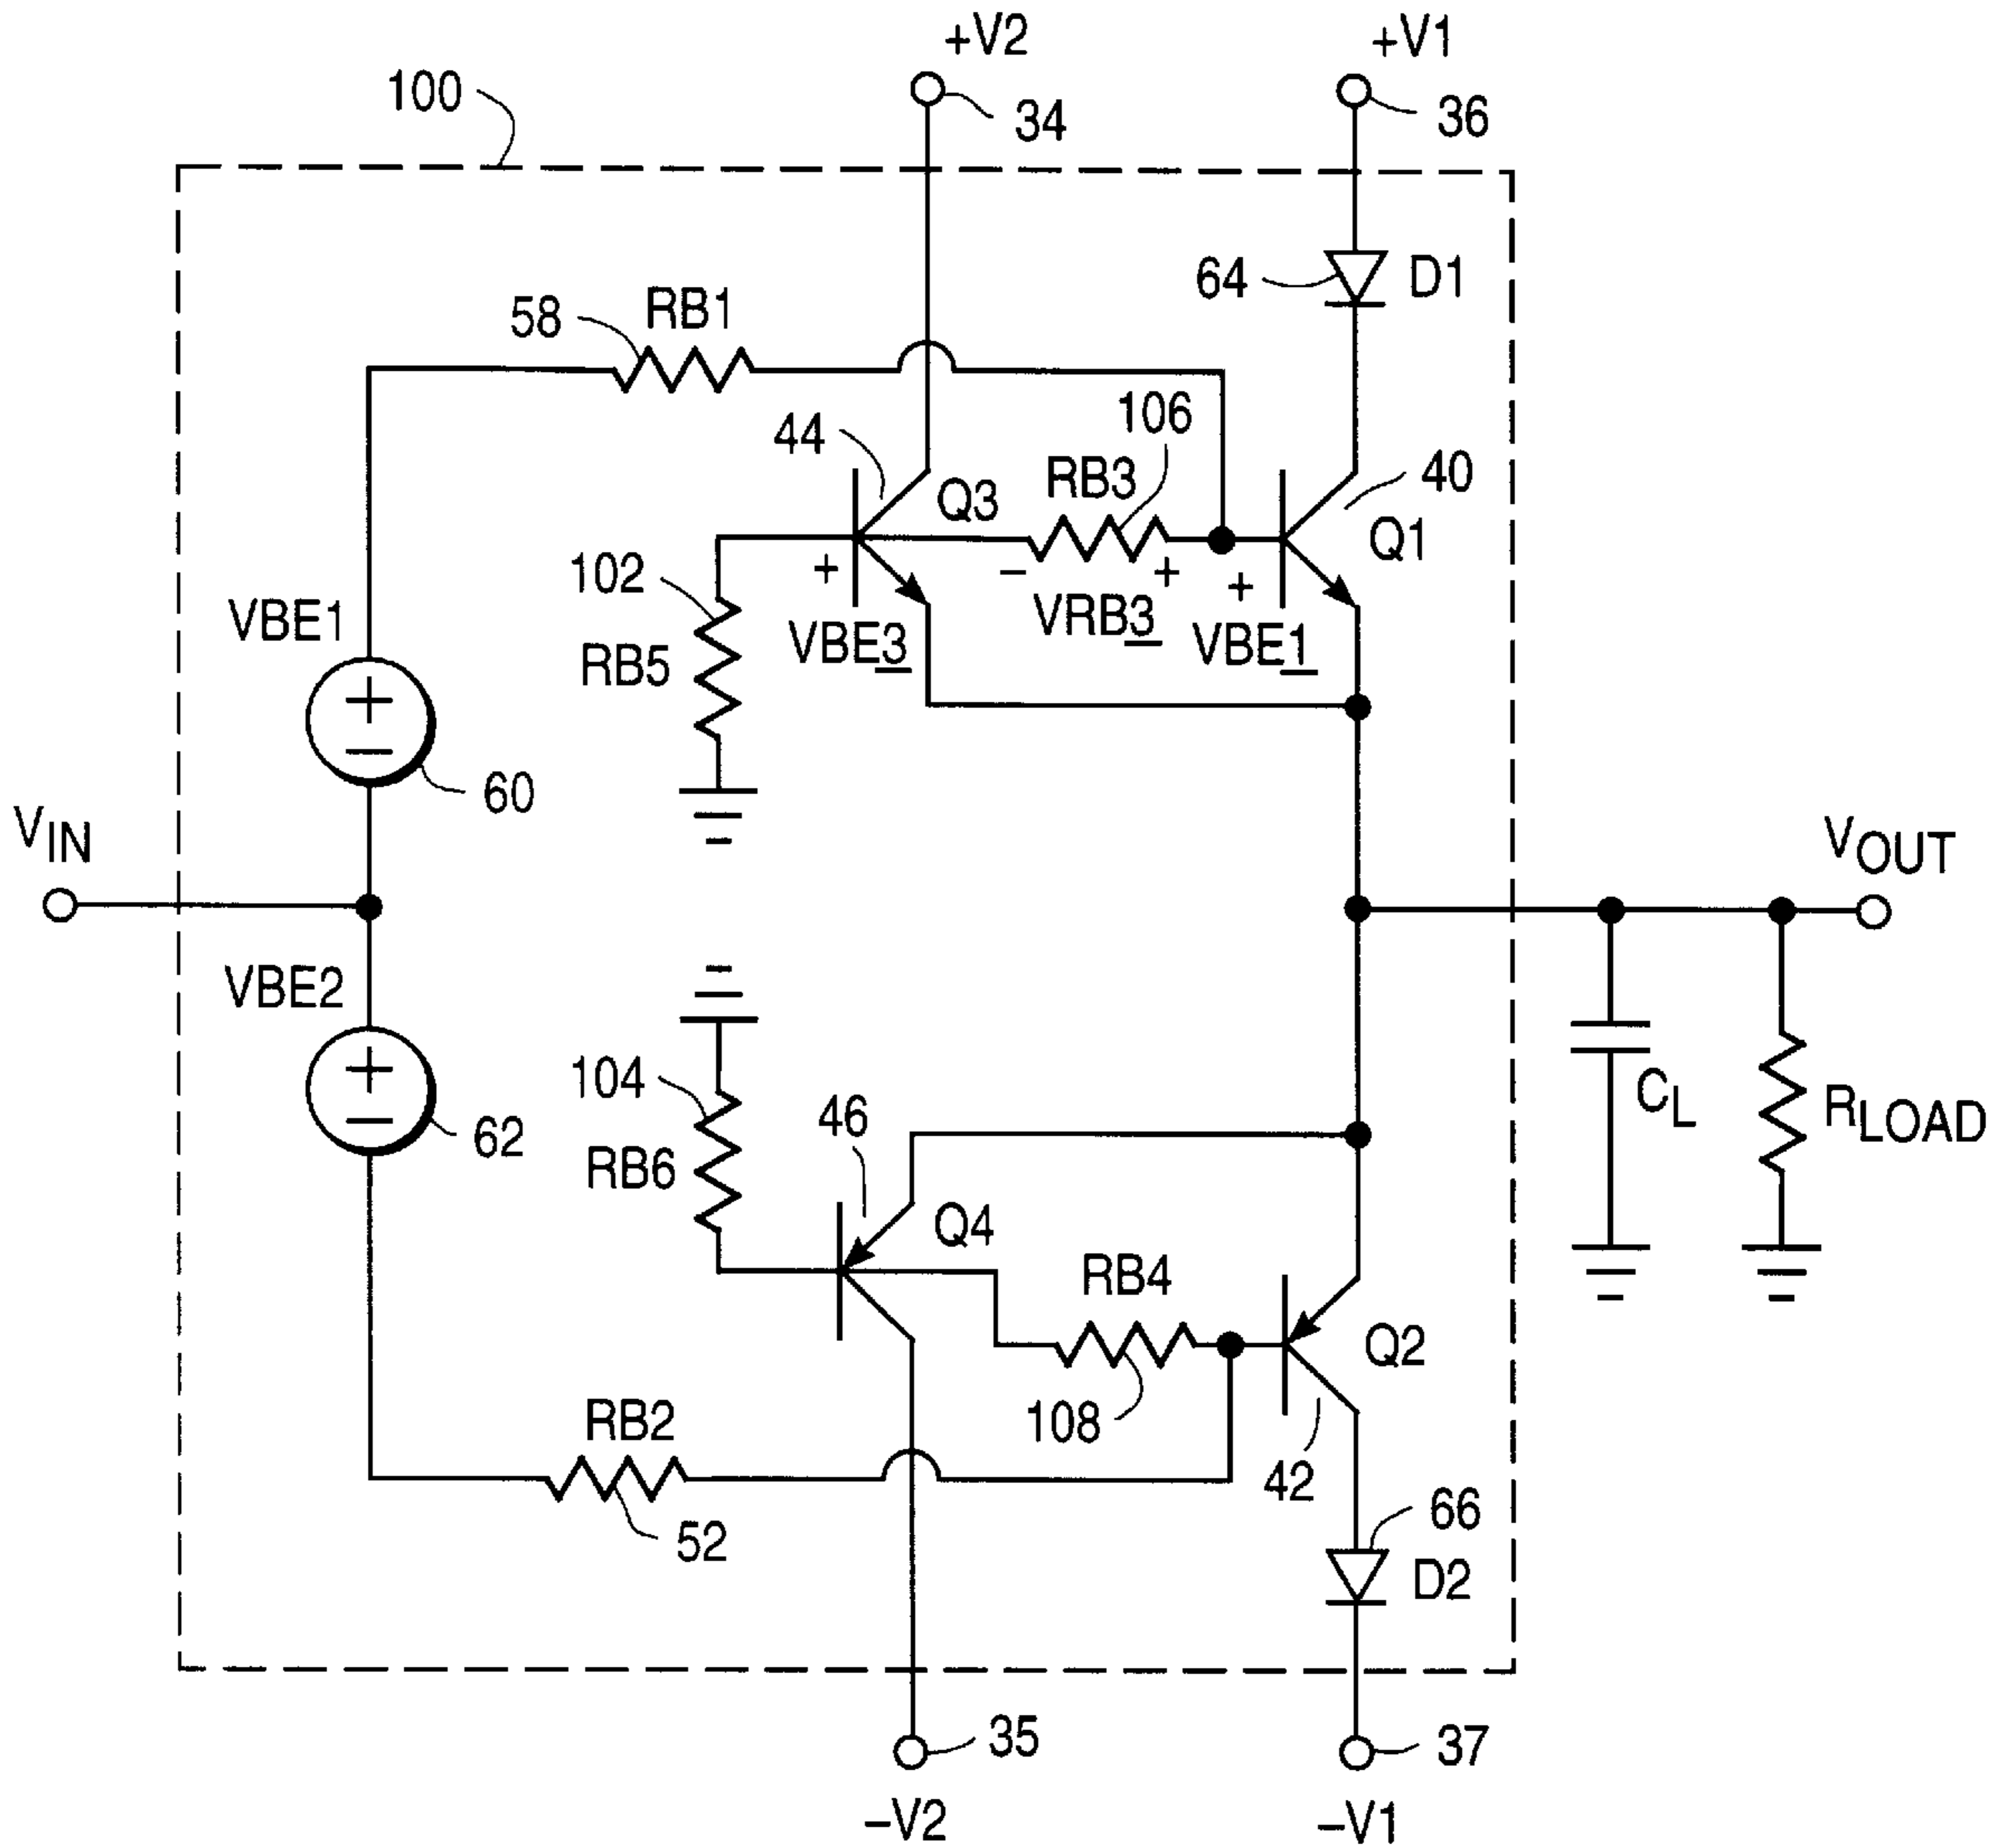 +V2
+V1
100
34
36
64
D1
58
RB1
106
44
40
Q3
RB3
Q1
102
+
-
+
+
VBE1
RB5
VBE3
VRB3
VBE1
-
-
-
+
-
60
VIN
VOUT
VBE2
104
46
+
-
62
CL
RLOAD
RB6
Q4
RB4
Q2
108
RB2
42
66
52
D2
35
37
-V2
-V1